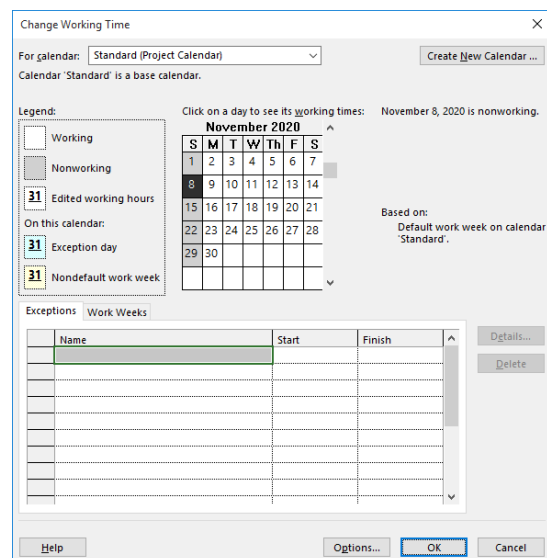 Change Working Time
For calendar: Standard (Project Calendar) Create New Calendar ...
Calendar 'Standard' is a base calendar.
Legend:
Working
Nonworking
31 Edited working hours
On this calendar:
31 Exception day
31 Nondefault work week
Click on a day to see its working times:
November 2020
S M T W Th F S
1 2 3 4 5 6 7
8 9 10 11 12 13 14
15 16 17 18 19 20 21
22 23 24 25 26 27 28
29 30
November 8, 2020 is nonworking.
Based on:
Default work week on calendar
'Standard'.
Exceptions Work Weeks
Name Start Finish
Details...
Delete
Help Options... OK Cancel